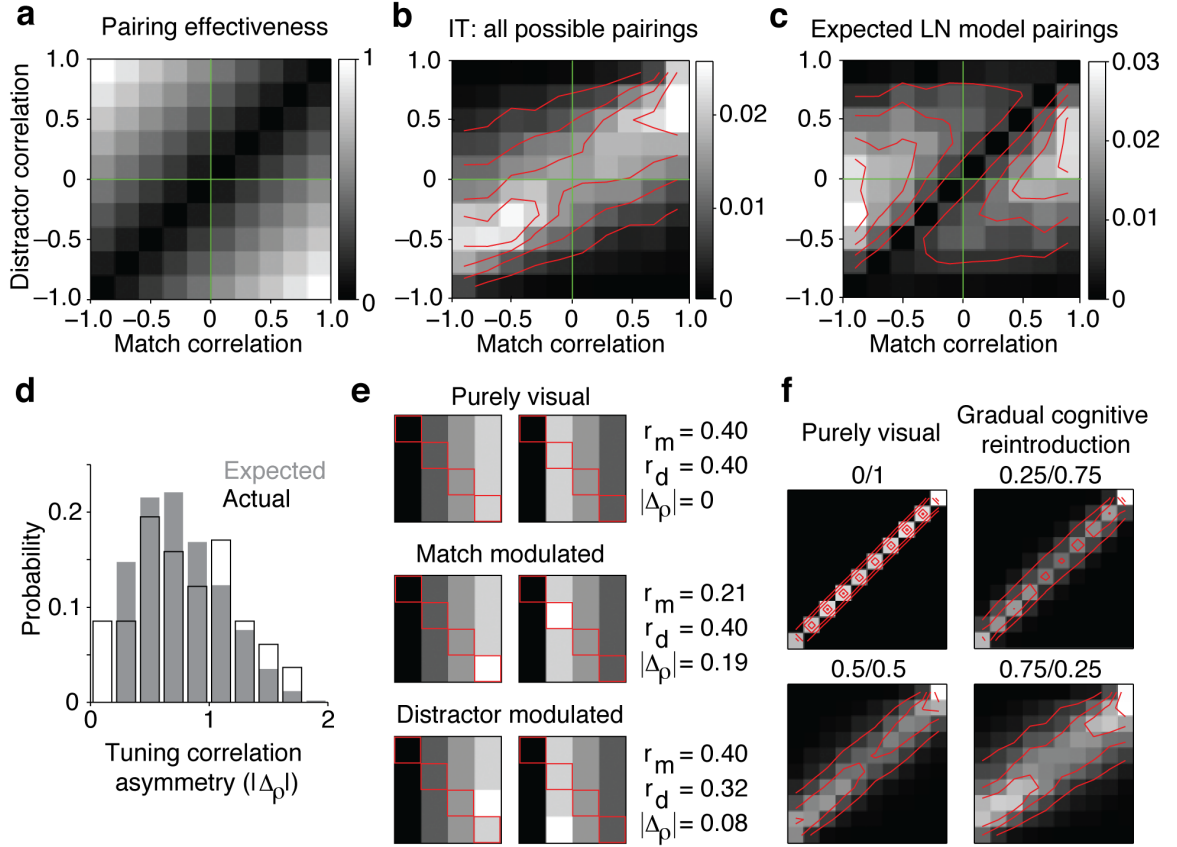 a
Pairing effectiveness
Distractor correlation
1.0
0.5
0
−0.5
−1.0
−1.0 −0.5 0 0.5 1.0
Match correlation
1
0
b
IT: all possible pairings
1.0
0.5
0
−0.5
−1.0
−1.0 −0.5 0 0.5 1.0
Match correlation
0.02
0.01
0
c
Expected LN model pairings
1.0
0.5
0
−0.5
−1.0
−1.0 −0.5 0 0.5 1.0
Match correlation
0.03
0.02
0.01
0
d
Expected
Actual
Probability
0.2
0.1
0
0 1 2
Tuning correlation
asymmetry (|Δρ|)
e
Purely visual
rm = 0.40
rd = 0.40
|Δρ| = 0
Match modulated
rm = 0.21
rd = 0.40
|Δρ| = 0.19
Distractor modulated
rm = 0.40
rd = 0.32
|Δρ| = 0.08
f
Purely visual
Gradual cognitive
reintroduction
0/1
0.25/0.75
0.5/0.5
0.75/0.25